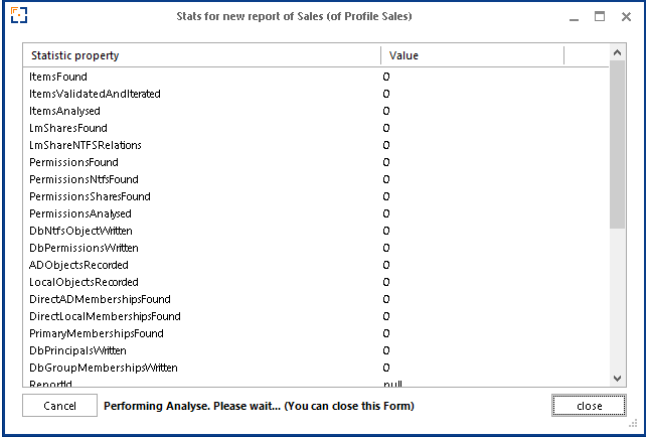 Stats for new report of Sales (of Profile Sales)
Statistic property Value
ItemsFound 0
ItemsValidatedAndIterated 0
ItemsAnalysed 0
LmSharesFound 0
LmShareNTFSRelations 0
PermissionsFound 0
PermissionsNtfsFound 0
PermissionsSharesFound 0
PermissionsAnalysed 0
DbNtfsObjectWritten 0
DbPermissionsWritten 0
ADObjectsRecorded 0
LocalObjectsRecorded 0
DirectADMembershipsFound 0
DirectLocalMembershipsFound 0
PrimaryMembershipsFound 0
DbPrincipalsWritten 0
DbGroupMembershipsWritten 0
ReportId null
Cancel Performing Analyse. Please wait... (You can close this Form) close